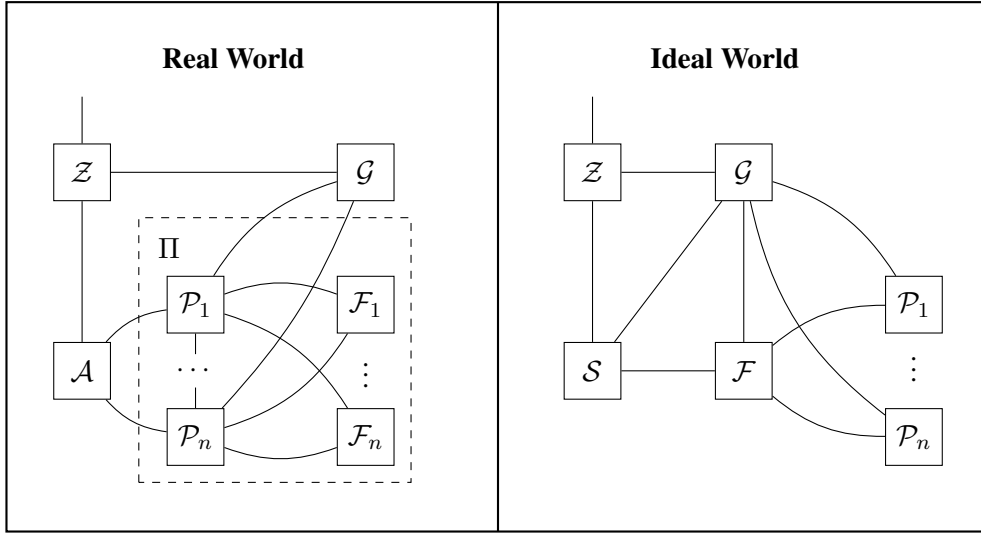 Real World
𝒵
𝒢
Π
𝒫₁
ℱ₁
𝒜
⋯
⋮
𝒫ₙ
ℱₙ
Ideal World
𝒵
𝒢
𝒫₁
𝒮
ℱ
⋮
𝒫ₙ